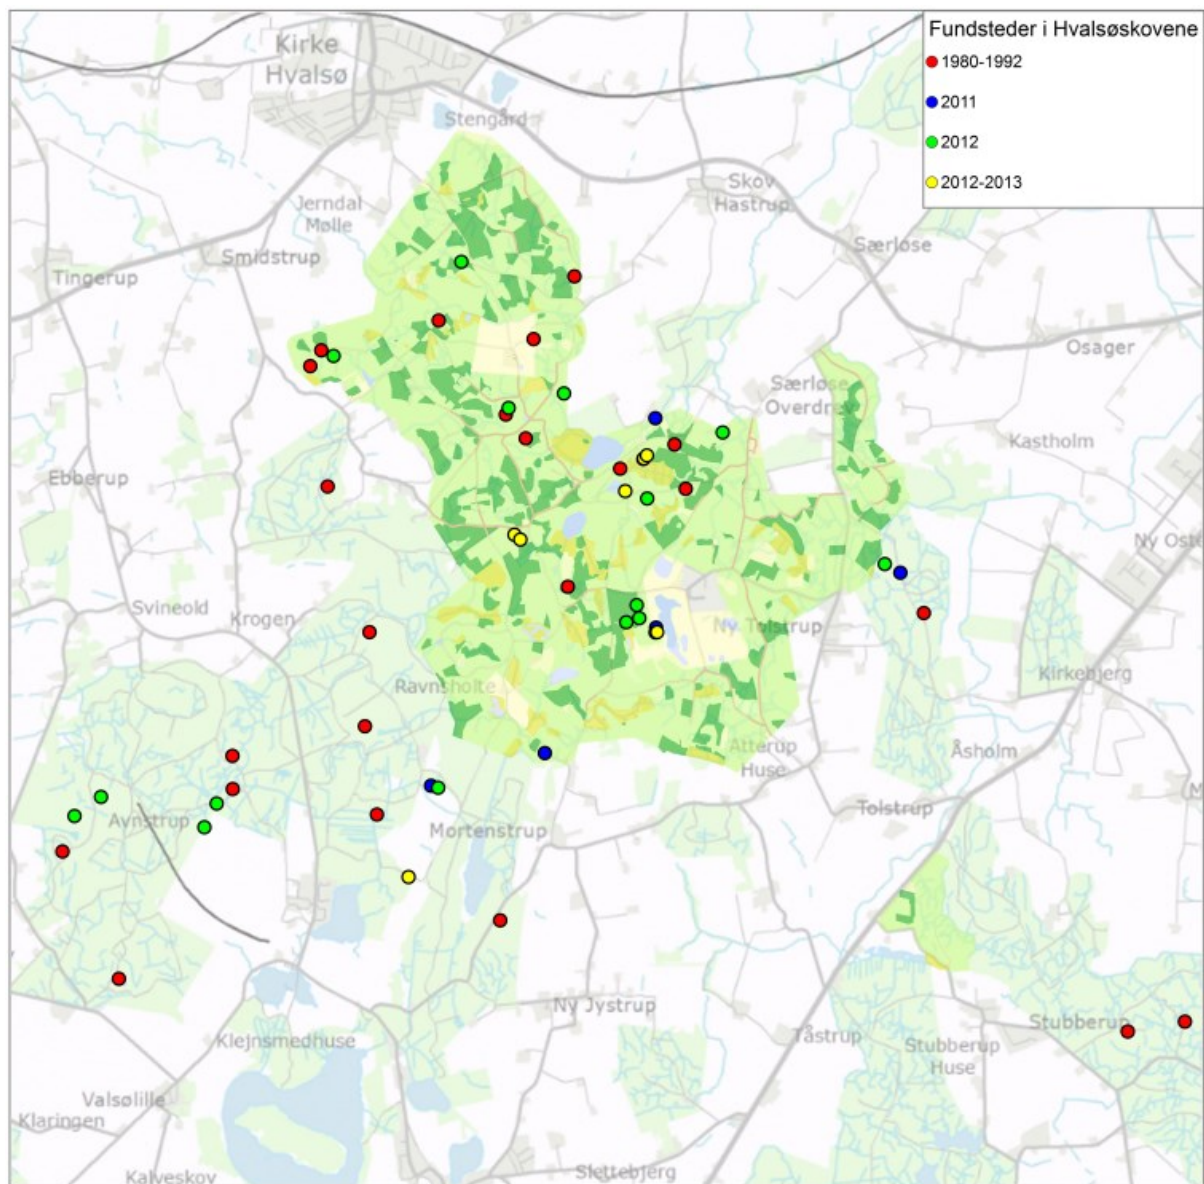 Fundsteder i Hvalsøskovene
1980-1992
2011
2012
2012-2013
Kirke
Hvalsø
Stengård
Skov
Hastrup
Jerndal
Mølle
Særløse
Smidstrup
Tingerup
Osager
Særløse
Overdrev
Kastholm
Ebberup
Ny Øste
Svineold
Krogen
Ny Tolstrup
Kirkebjerg
Ravnsholte
Åsholm
Atterup
Huse
M
Avnstrup
Mortenstrup
Tolstrup
Ny Jystrup
Stubberup
Klejnsmedhuse
Tåstrup
Stubberup
Huse
Valsølille
Klaringen
Kalveskov
Slettebjerg